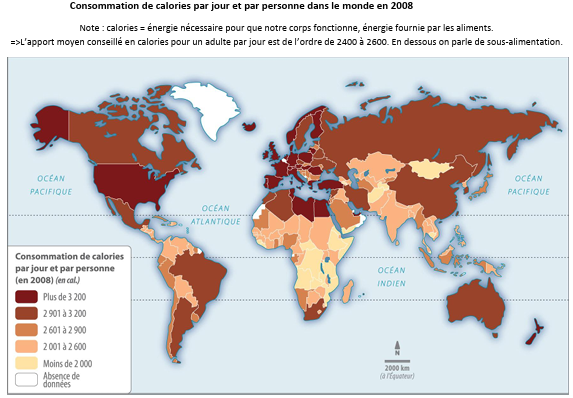 Consommation de calories par jour et par personne dans le monde en 2008
Note : calories = énergie nécessaire pour que notre corps fonctionne, énergie fournie par les aliments.
=>L'apport moyen conseillé en calories pour un adulte par jour est de l'ordre de 2400 à 2600. En dessous on parle de sous-alimentation.
OCÉAN
PACIFIQUE
OCÉAN
ATLANTIQUE
OCÉAN
PACIFIQUE
OCÉAN
INDIEN
Consommation de calories
par jour et par personne
(en 2008) (en cal.)
Plus de 3 200
2 901 à 3 200
2 601 à 2 900
2 001 à 2 600
Moins de 2 000
Absence de
données
N
2000 km
(à l'Équateur)